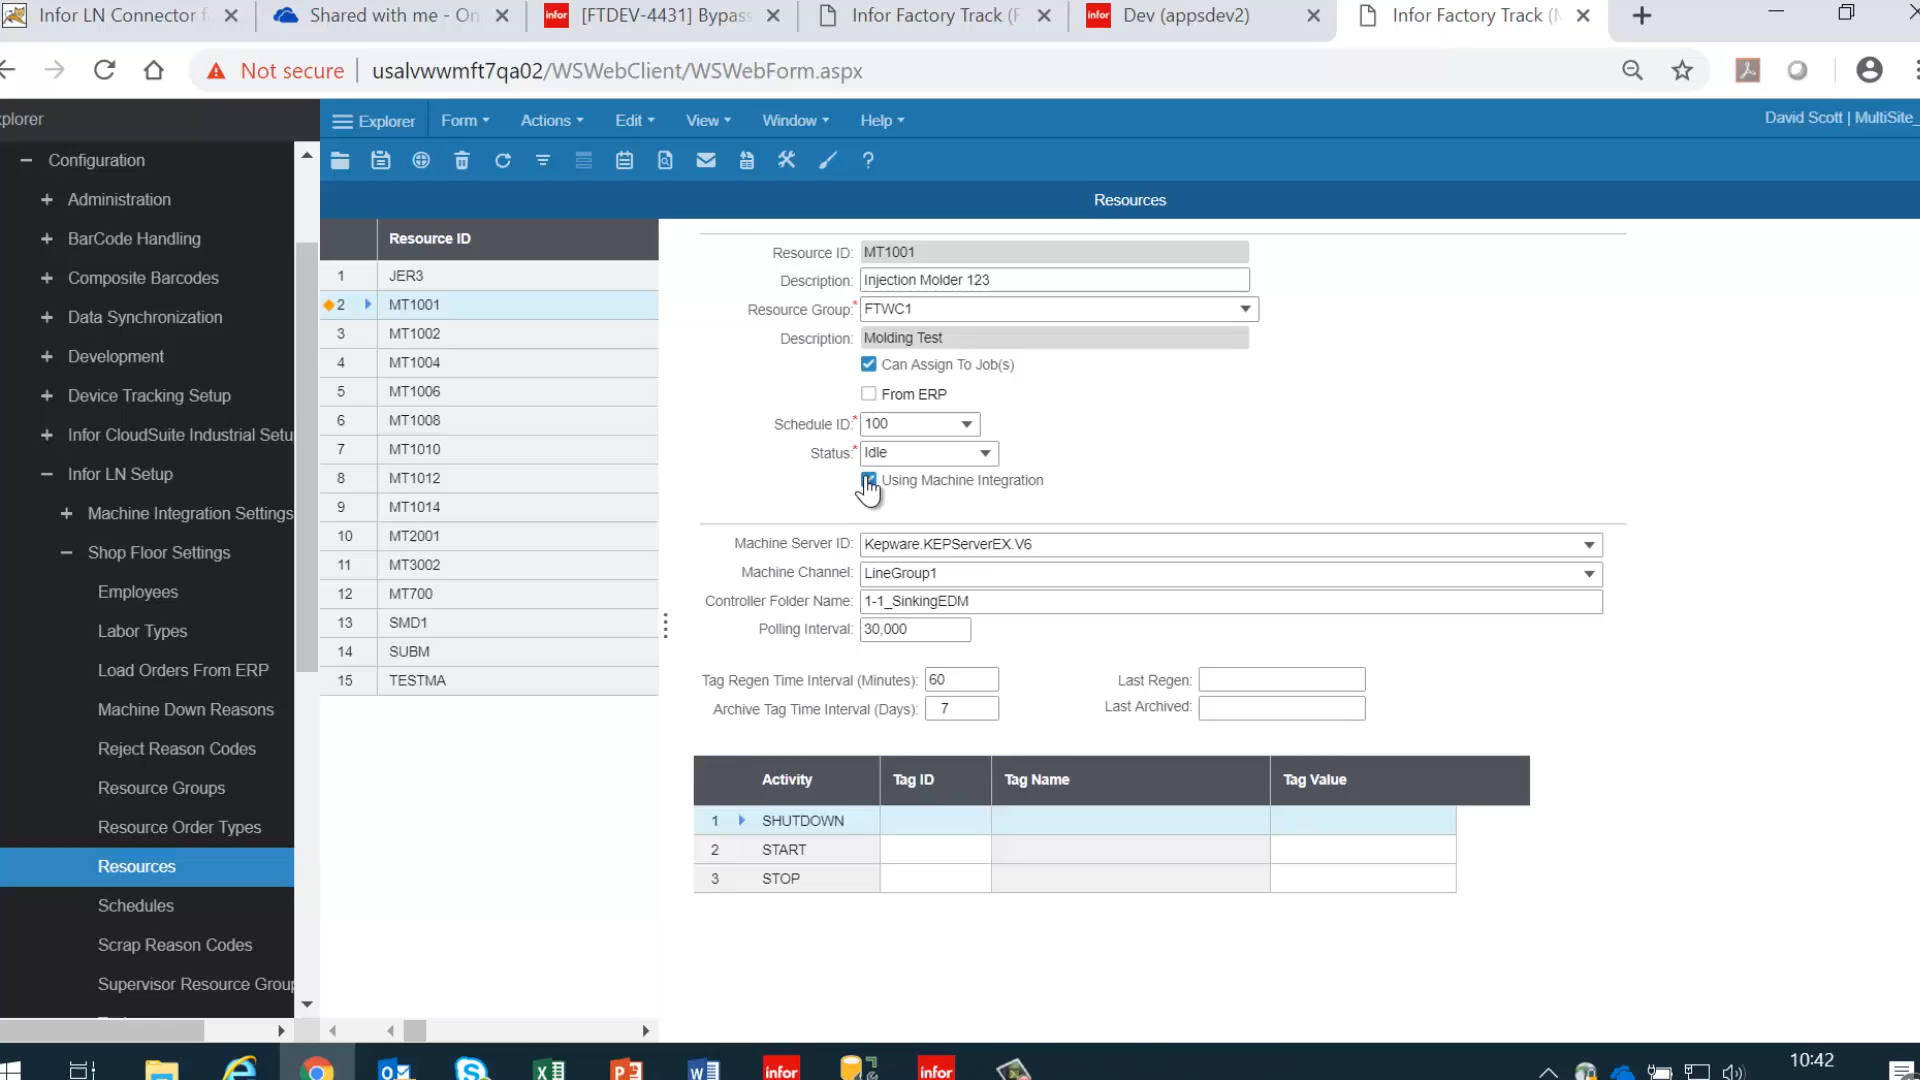 Infor LN Connector f
Shared with me - On
infor [FTDEV-4431] Bypass
Infor Factory Track (F
infor Dev (appsdev2)
Infor Factory Track (M
Not secure | usalvwwmft7qa02/WSWebClient/WSWebForm.aspx
xplorer
Explorer Form Actions Edit View Window Help
David Scott | MultiSite_
Resources
Configuration
Administration
BarCode Handling
Composite Barcodes
Data Synchronization
Development
Device Tracking Setup
Infor CloudSuite Industrial Setu
Infor LN Setup
Machine Integration Settings
Shop Floor Settings
Employees
Labor Types
Load Orders From ERP
Machine Down Reasons
Reject Reason Codes
Resource Groups
Resource Order Types
Resources
Schedules
Scrap Reason Codes
Supervisor Resource Group
Resource ID
1 JER3
2 MT1001
3 MT1002
4 MT1004
5 MT1006
6 MT1008
7 MT1010
8 MT1012
9 MT1014
10 MT2001
11 MT3002
12 MT700
13 SMD1
14 SUBM
15 TESTMA
Resource ID: MT1001
Description: Injection Molder 123
Resource Group:* FTWC1
Description: Molding Test
Can Assign To Job(s)
From ERP
Schedule ID:* 100
Status:* Idle
Using Machine Integration
Machine Server ID: Kepware.KEPServerEX.V6
Machine Channel: LineGroup1
Controller Folder Name: 1-1_SinkingEDM
Polling Interval: 30,000
Tag Regen Time Interval (Minutes): 60 Last Regen:
Archive Tag Time Interval (Days): 7 Last Archived:
Activity Tag ID Tag Name Tag Value
1 SHUTDOWN
2 START
3 STOP
infor
infor
10:42